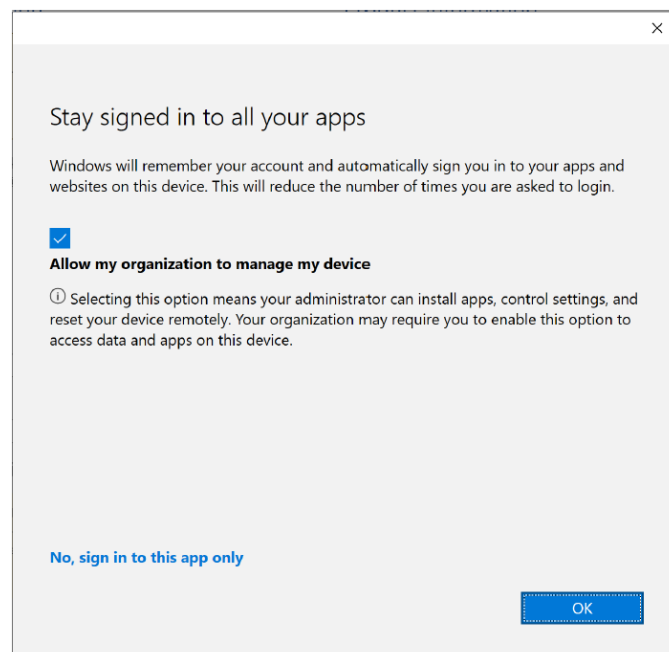 Stay signed in to all your apps
Windows will remember your account and automatically sign you in to your apps and
websites on this device. This will reduce the number of times you are asked to login.
Allow my organization to manage my device
Selecting this option means your administrator can install apps, control settings, and
reset your device remotely. Your organization may require you to enable this option to
access data and apps on this device.
No, sign in to this app only
OK